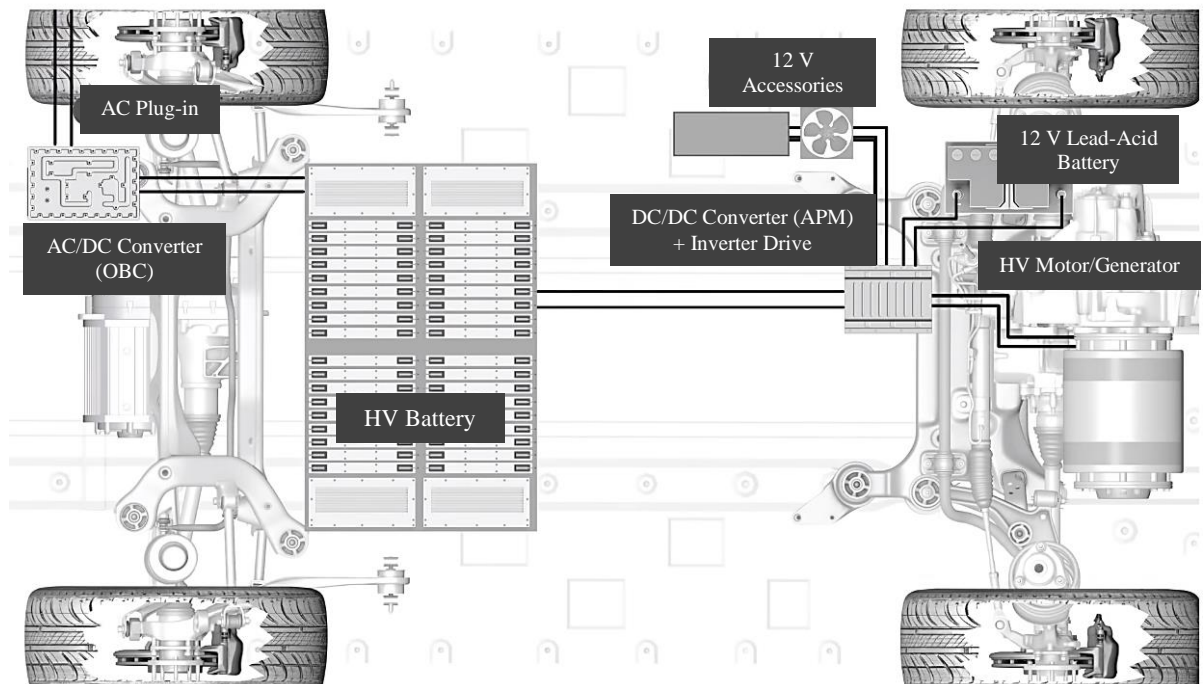 12 V
Accessories
AC Plug-in
12 V Lead-Acid
Battery
DC/DC Converter (APM)
+ Inverter Drive
AC/DC Converter
(OBC)
HV Motor/Generator
HV Battery